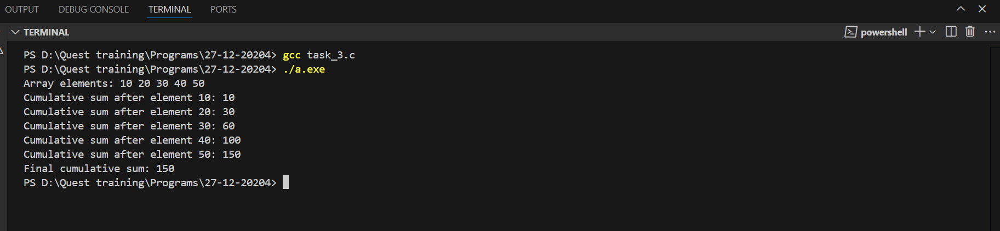 OUTPUT DEBUG CONSOLE TERMINAL PORTS
TERMINAL powershell
PS D:\Quest training\Programs\27-12-20204> gcc task_3.c
PS D:\Quest training\Programs\27-12-20204> ./a.exe
Array elements: 10 20 30 40 50
Cumulative sum after element 10: 10
Cumulative sum after element 20: 30
Cumulative sum after element 30: 60
Cumulative sum after element 40: 100
Cumulative sum after element 50: 150
Final cumulative sum: 150
PS D:\Quest training\Programs\27-12-20204>